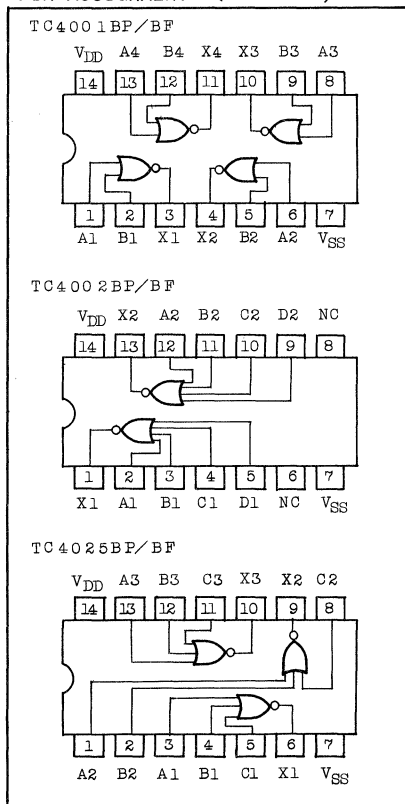 TC4001BP/BF
VDD A4 B4 X4 X3 B3 A3
14 13 12 11 10 9 8
1 2 3 4 5 6 7
A1 B1 X1 X2 B2 A2 VSS
TC4002BP/BF
VDD X2 A2 B2 C2 D2 NC
14 13 12 11 10 9 8
1 2 3 4 5 6 7
X1 A1 B1 C1 D1 NC VSS
TC4025BP/BF
VDD A3 B3 C3 X3 X2 C2
14 13 12 11 10 9 8
1 2 3 4 5 6 7
A2 B2 A1 B1 C1 X1 VSS